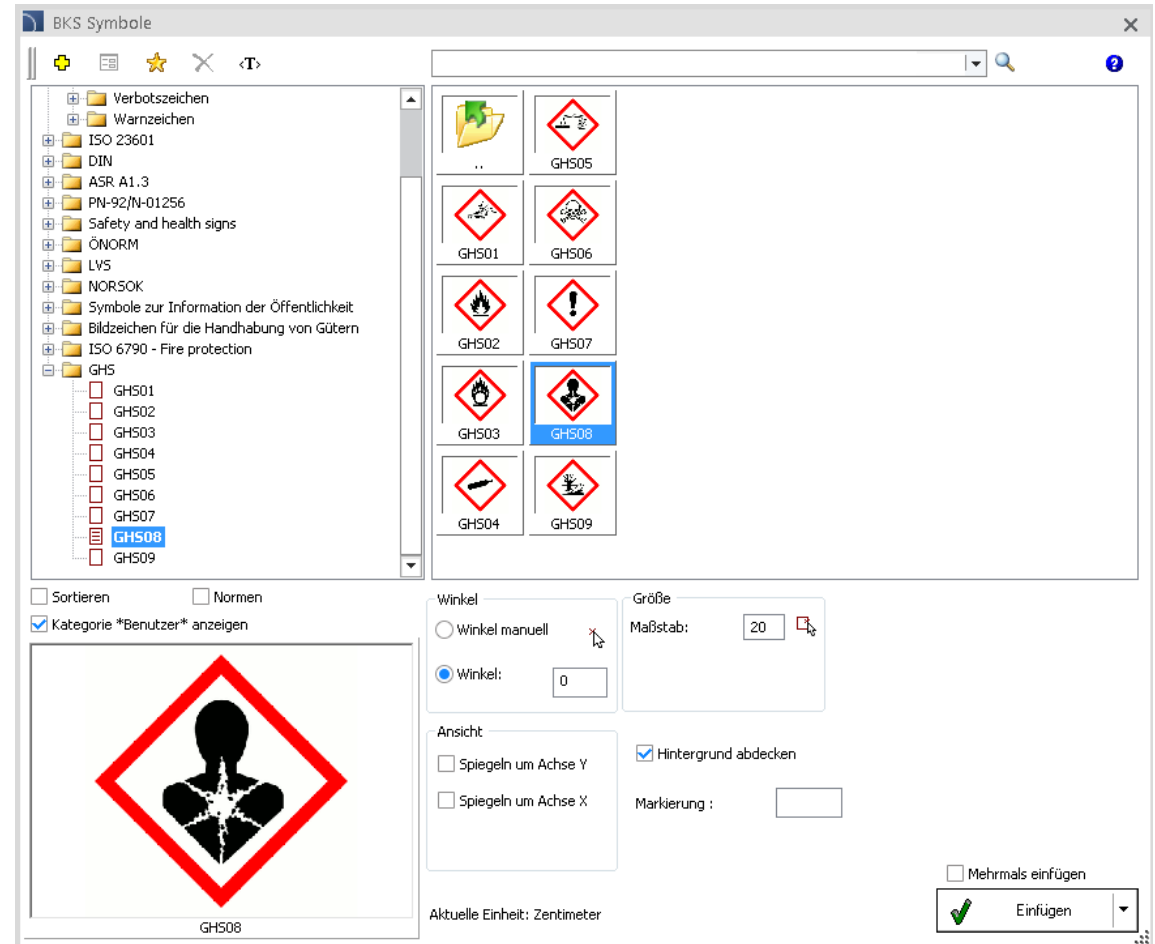 BKS Symbole
<T>
Verbotszeichen
Warnzeichen
ISO 23601
DIN
ASR A1.3
PN-92/N-01256
Safety and health signs
ÖNORM
LVS
NORSOK
Symbole zur Information der Öffentlichkeit
Bildzeichen für die Handhabung von Gütern
ISO 6790 - Fire protection
GHS
GHS01
GHS02
GHS03
GHS04
GHS05
GHS06
GHS07
GHS08
GHS09
..
GHS05
GHS01
GHS06
GHS02
GHS07
GHS03
GHS08
GHS04
GHS09
Sortieren
Normen
Kategorie *Benutzer* anzeigen
GHS08
Winkel
Winkel manuell
Winkel:
0
Größe
Maßstab:
20
Ansicht
Spiegeln um Achse Y
Spiegeln um Achse X
Hintergrund abdecken
Markierung :
Aktuelle Einheit: Zentimeter
Mehrmals einfügen
Einfügen